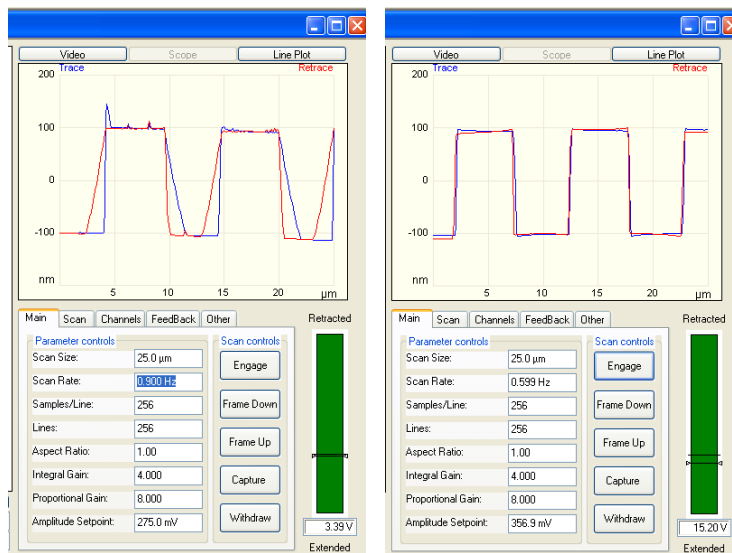 Video Scope Line Plot
Trace Retrace
200
100
0
-100
nm
5 10 15 20 µm
Main Scan Channels FeedBack Other Retracted
Parameter controls Scan controls
Scan Size: 25.0 µm Engage
Scan Rate: 0.900 Hz
Samples/Line: 256 Frame Down
Lines: 256
Aspect Ratio: 1.00 Frame Up
Integral Gain: 4.000 Capture
Proportional Gain: 8.000
Amplitude Setpoint: 275.0 mV Withdraw
3.39 V
Extended
Video Scope Line Plot
Trace Retrace
200
100
0
-100
nm
5 10 15 20 µm
Main Scan Channels FeedBack Other Retracted
Parameter controls Scan controls
Scan Size: 25.0 µm Engage
Scan Rate: 0.599 Hz
Samples/Line: 256 Frame Down
Lines: 256
Aspect Ratio: 1.00 Frame Up
Integral Gain: 4.000 Capture
Proportional Gain: 8.000
Amplitude Setpoint: 356.9 mV Withdraw
15.20 V
Extended